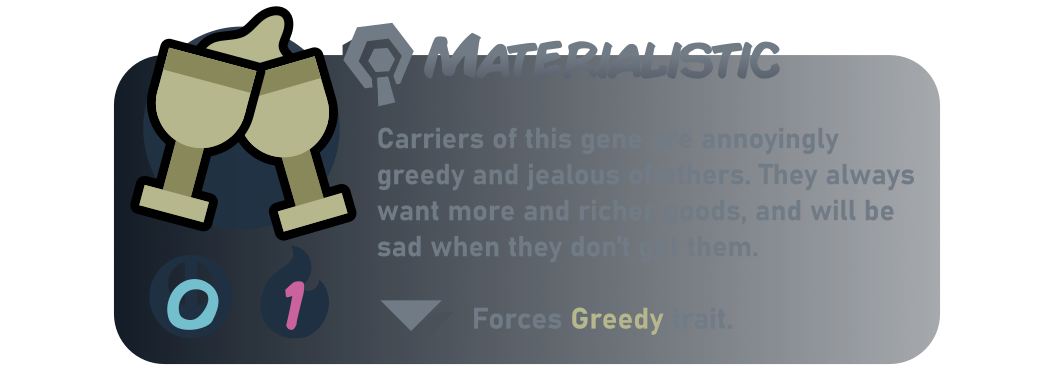 Materialistic
Carriers of this gene are annoyingly
greedy and jealous of others. They always
want more and richer goods, and will be
sad when they don't get them.
0 1
Forces Greedy trait.